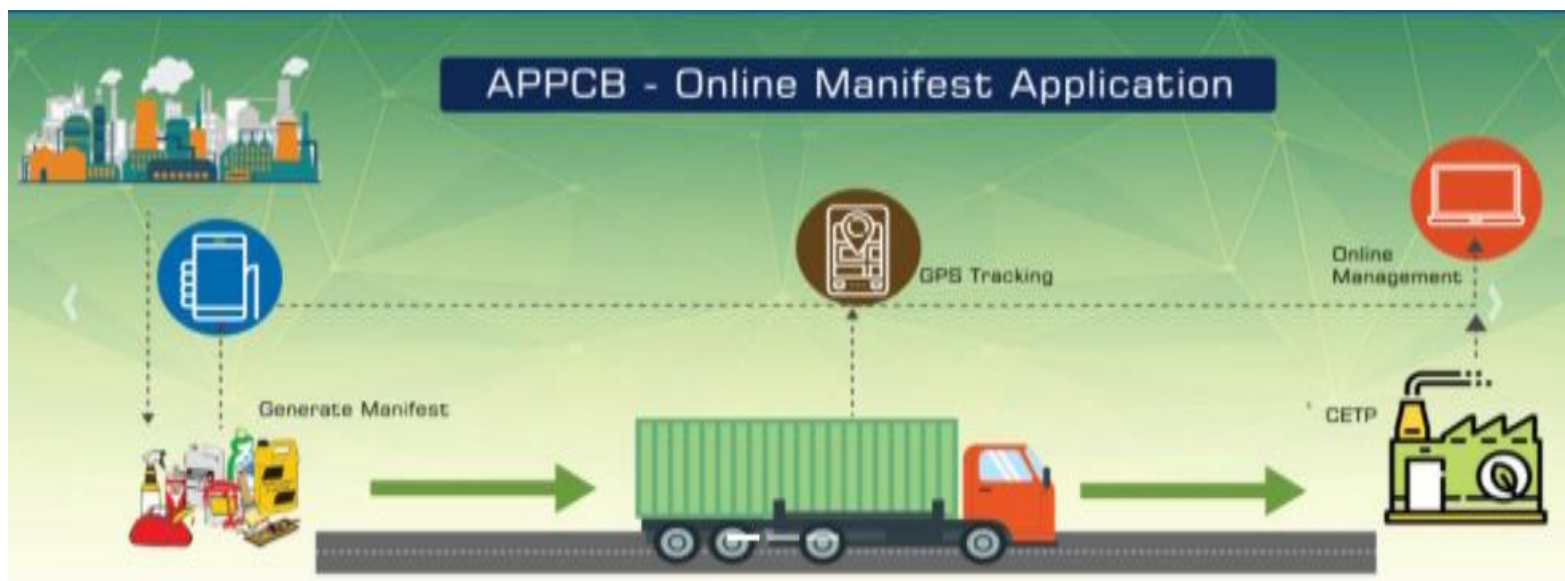 APPCB - Online Manifest Application
GPS Tracking
Online
Management
Generate Manifest
CETP